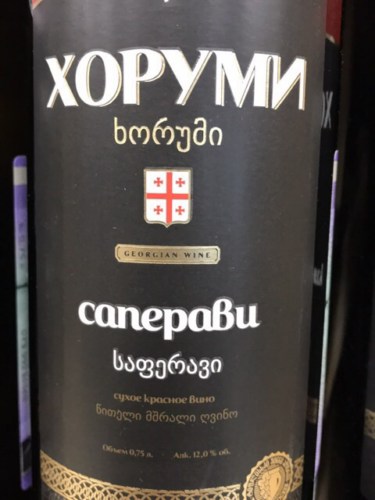 ХОРУМИ
ხორუმი
GEORGIAN WINE
саперави
საფერავი
сухое красное вино
წითელი მშრალი ღვინო
Объем 0,75 л. Алк. 12,0 % об.